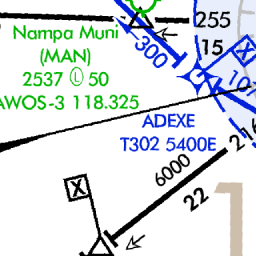 255
300
15
Nampa Muni
(MAN)
2537 Ⓛ 50
AWOS-3 118.325
X
ADEXE
T302 5400E
216
6000
22
X